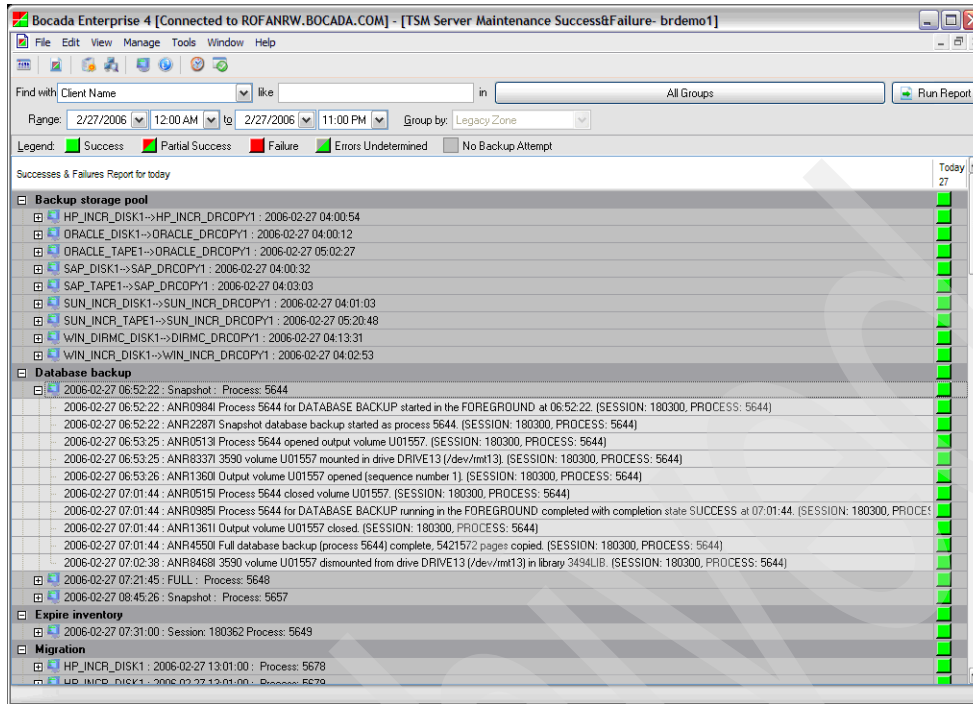 Bocada Enterprise 4 [Connected to ROFANRW.BOCADA.COM] - [TSM Server Maintenance Success&Failure- brdemo1]
File Edit View Manage Tools Window Help
Find with Client Name like in All Groups Run Report
Range: 2/27/2006 12:00 AM to 2/27/2006 11:00 PM Group by: Legacy Zone
Legend: Success Partial Success Failure Errors Undetermined No Backup Attempt
Successes & Failures Report for today Today
27
Backup storage pool
HP_INCR_DISK1-->HP_INCR_DRCOPY1 : 2006-02-27 04:00:54
ORACLE_DISK1-->ORACLE_DRCOPY1 : 2006-02-27 04:00:12
ORACLE_TAPE1-->ORACLE_DRCOPY1 : 2006-02-27 05:02:27
SAP_DISK1-->SAP_DRCOPY1 : 2006-02-27 04:00:32
SAP_TAPE1-->SAP_DRCOPY1 : 2006-02-27 04:03:03
SUN_INCR_DISK1-->SUN_INCR_DRCOPY1 : 2006-02-27 04:01:03
SUN_INCR_TAPE1-->SUN_INCR_DRCOPY1 : 2006-02-27 05:20:48
WIN_DIRMC_DISK1-->DIRMC_DRCOPY1 : 2006-02-27 04:13:31
WIN_INCR_DISK1-->WIN_INCR_DRCOPY1 : 2006-02-27 04:02:53
Database backup
2006-02-27 06:52:22 : Snapshot : Process: 5644
2006-02-27 06:52:22 : ANR0984I Process 5644 for DATABASE BACKUP started in the FOREGROUND at 06:52:22. (SESSION: 180300, PROCESS: 5644)
2006-02-27 06:52:22 : ANR2287I Snapshot database backup started as process 5644. (SESSION: 180300, PROCESS: 5644)
2006-02-27 06:53:25 : ANR0513I Process 5644 opened output volume U01557. (SESSION: 180300, PROCESS: 5644)
2006-02-27 06:53:25 : ANR8337I 3590 volume U01557 mounted in drive DRIVE13 (/dev/rmt13). (SESSION: 180300, PROCESS: 5644)
2006-02-27 06:53:26 : ANR1360I Output volume U01557 opened (sequence number 1). (SESSION: 180300, PROCESS: 5644)
2006-02-27 07:01:44 : ANR0515I Process 5644 closed volume U01557. (SESSION: 180300, PROCESS: 5644)
2006-02-27 07:01:44 : ANR0985I Process 5644 for DATABASE BACKUP running in the FOREGROUND completed with completion state SUCCESS at 07:01:44. (SESSION: 180300, PROCES
2006-02-27 07:01:44 : ANR1361I Output volume U01557 closed. (SESSION: 180300, PROCESS: 5644)
2006-02-27 07:01:44 : ANR4550I Full database backup (process 5644) complete, 5421572 pages copied. (SESSION: 180300, PROCESS: 5644)
2006-02-27 07:02:38 : ANR8468I 3590 volume U01557 dismounted from drive DRIVE13 (/dev/rmt13) in library 3494LIB. (SESSION: 180300, PROCESS: 5644)
2006-02-27 07:21:45 : FULL : Process: 5648
2006-02-27 08:45:26 : Snapshot : Process: 5657
Expire inventory
2006-02-27 07:31:00 : Session: 180362 Process: 5649
Migration
HP_INCR_DISK1 : 2006-02-27 13:01:00 : Process: 5678
HP_INCR_DISK1 : 2006-02-27 13:01:00 : Process: 5679